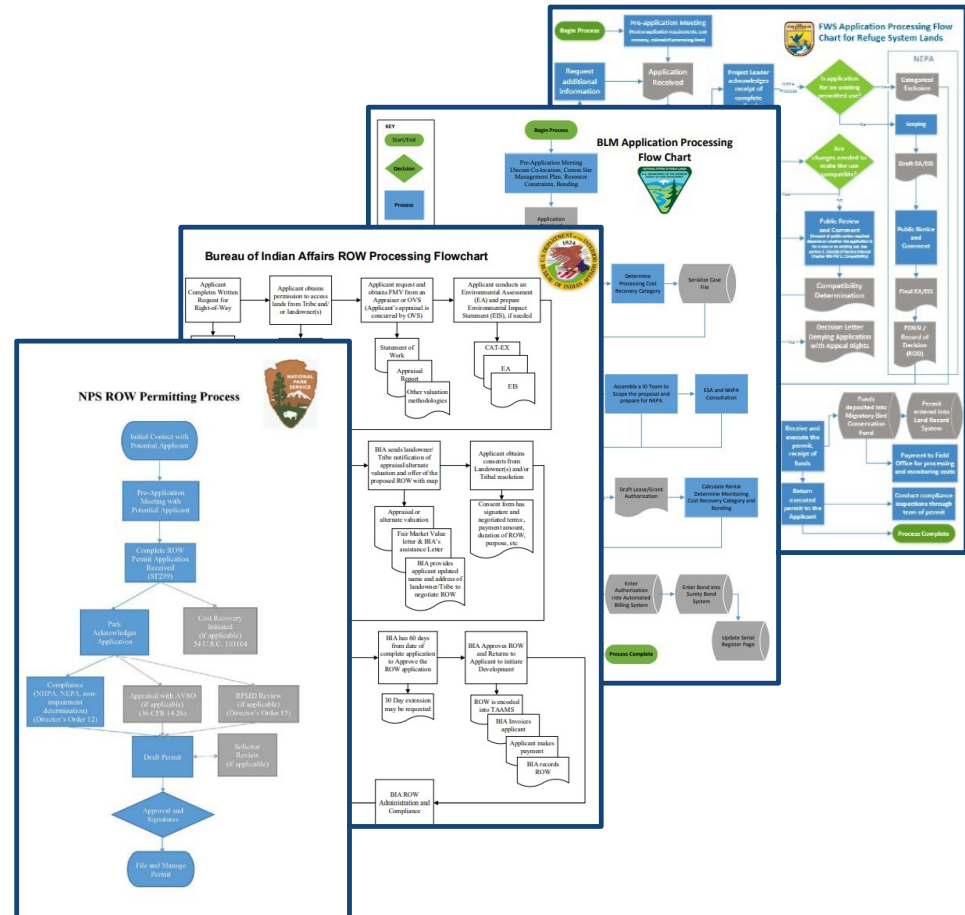 NPS ROW Permitting Process
NATIONAL
PARK
SERVICE
Initial Contact with
Potential Applicant
Pre-Application
Meeting with
Potential Applicant
Complete ROW
Permit Application
Received
(SF299)
Park
Acknowledges
Application
Cost Recovery
Initiated
(if applicable)
54 U.S.C. 103104
Compliance
(NHPA, NEPA, non-
impairment
determination)
(Director's Order 12)
Appraisal with AVSO
(if applicable)
(36 CFR 14.26)
RPMD Review
(if applicable)
(Director's Order 15)
Draft Permit
Solicitor
Review
(if applicable)
Approval and
Signatures
File and Manage
Permit
Bureau of Indian Affairs ROW Processing Flowchart
Applicant
Completes Written
Request for
Right-of-Way
Applicant obtains
permission to access
lands from Tribe and/
or landowner(s)
Applicant request and
obtains FMV from an
Appraiser or OVS
(Applicant's appraisal is
concurred by OVS)
Applicant conducts an
Environmental Assessment
(EA) and prepare
Environmental Impact
Statement (EIS), if needed
Statement of
Work
Appraisal
Report
Other valuation
methodologies
CAT-EX
EA
EIS
BIA sends landowner/
Tribe notification of
appraisal/alternate
valuation and offer of the
proposed ROW with map
Applicant obtains
consents from
Landowner(s) and/or
Tribal resolution
Appraisal or
alternate valuation
Fair Market Value
letter & BIA's
assistance Letter
BIA provides
applicant updated
name and address of
landowner/Tribe to
negotiate ROW
Consent form has
signature and
negotiated terms,
payment amount,
duration of ROW,
purpose, etc
BIA has 60 days
from date of
complete application
to Approve the
ROW application
BIA Approves ROW
and Returns to
Applicant to initiate
Development
30 Day extension
may be requested
ROW is encoded
into TAAMS
BIA Invoices
applicant
Applicant makes
payment
BIA records
ROW
BIA ROW
Administration and
Compliance
KEY
Start/End
Decision
Process
BLM Application Processing
Flow Chart
Begin Process
Pre-Application Meeting
Discuss Co-location, Comm Site
Management Plan, Resource
Constraints, Bonding
Application
Determine
Processing Cost
Recovery Category
Serialize Case
File
Assemble a ID Team to
Scope the proposal and
prepare for NEPA
ESA and NHPA
Consultation
Draft Lease/Grant
Authorization
Calculate Rental
Determine Monitoring
Cost Recovery Category and
Bonding
Enter
Authorization
into Automated
Billing System
Enter Bond into
Surety Bond
System
Update Serial
Register Page
Process Complete
FWS Application Processing Flow
Chart for Refuge System Lands
Begin Process
Pre-application Meeting
Request
additional
information
Application
Received
Project Leader
acknowledges
receipt of
complete
Is application
for an existing
permitted use?
NEPA
Categorical
Exclusion
Scoping
Are
changes needed to
make the use
compatible?
Draft EA/EIS
Public Review
and Comment
Public Notice
and
Comment
Compatibility
Determination
Final EA/EIS
Decision Letter
Denying Application
with Appeal Rights
FONSI /
Record of
Decision
(ROD)
Receive and
execute the
permit,
receipt of
funds
Funds
deposited into
Migratory Bird
Conservation
Fund
Permit
entered into
Land Record
System
Payment to Field
Office for processing
and monitoring costs
Return
executed
permit to the
Applicant
Conduct compliance
inspections through
term of permit
Process Complete